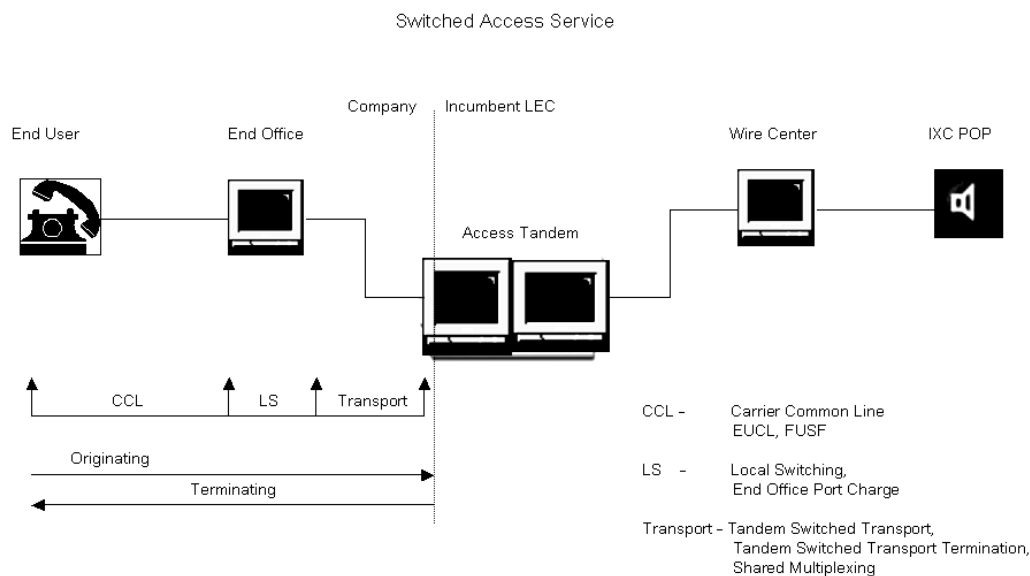 Switched Access Service
Company
Incumbent LEC
End User
End Office
Wire Center
IXC POP
Access Tandem
CCL
LS
Transport
Originating
Terminating
CCL – Carrier Common Line
EUCL, FUSF
LS – Local Switching,
End Office Port Charge
Transport – Tandem Switched Transport,
Tandem Switched Transport Termination,
Shared Multiplexing